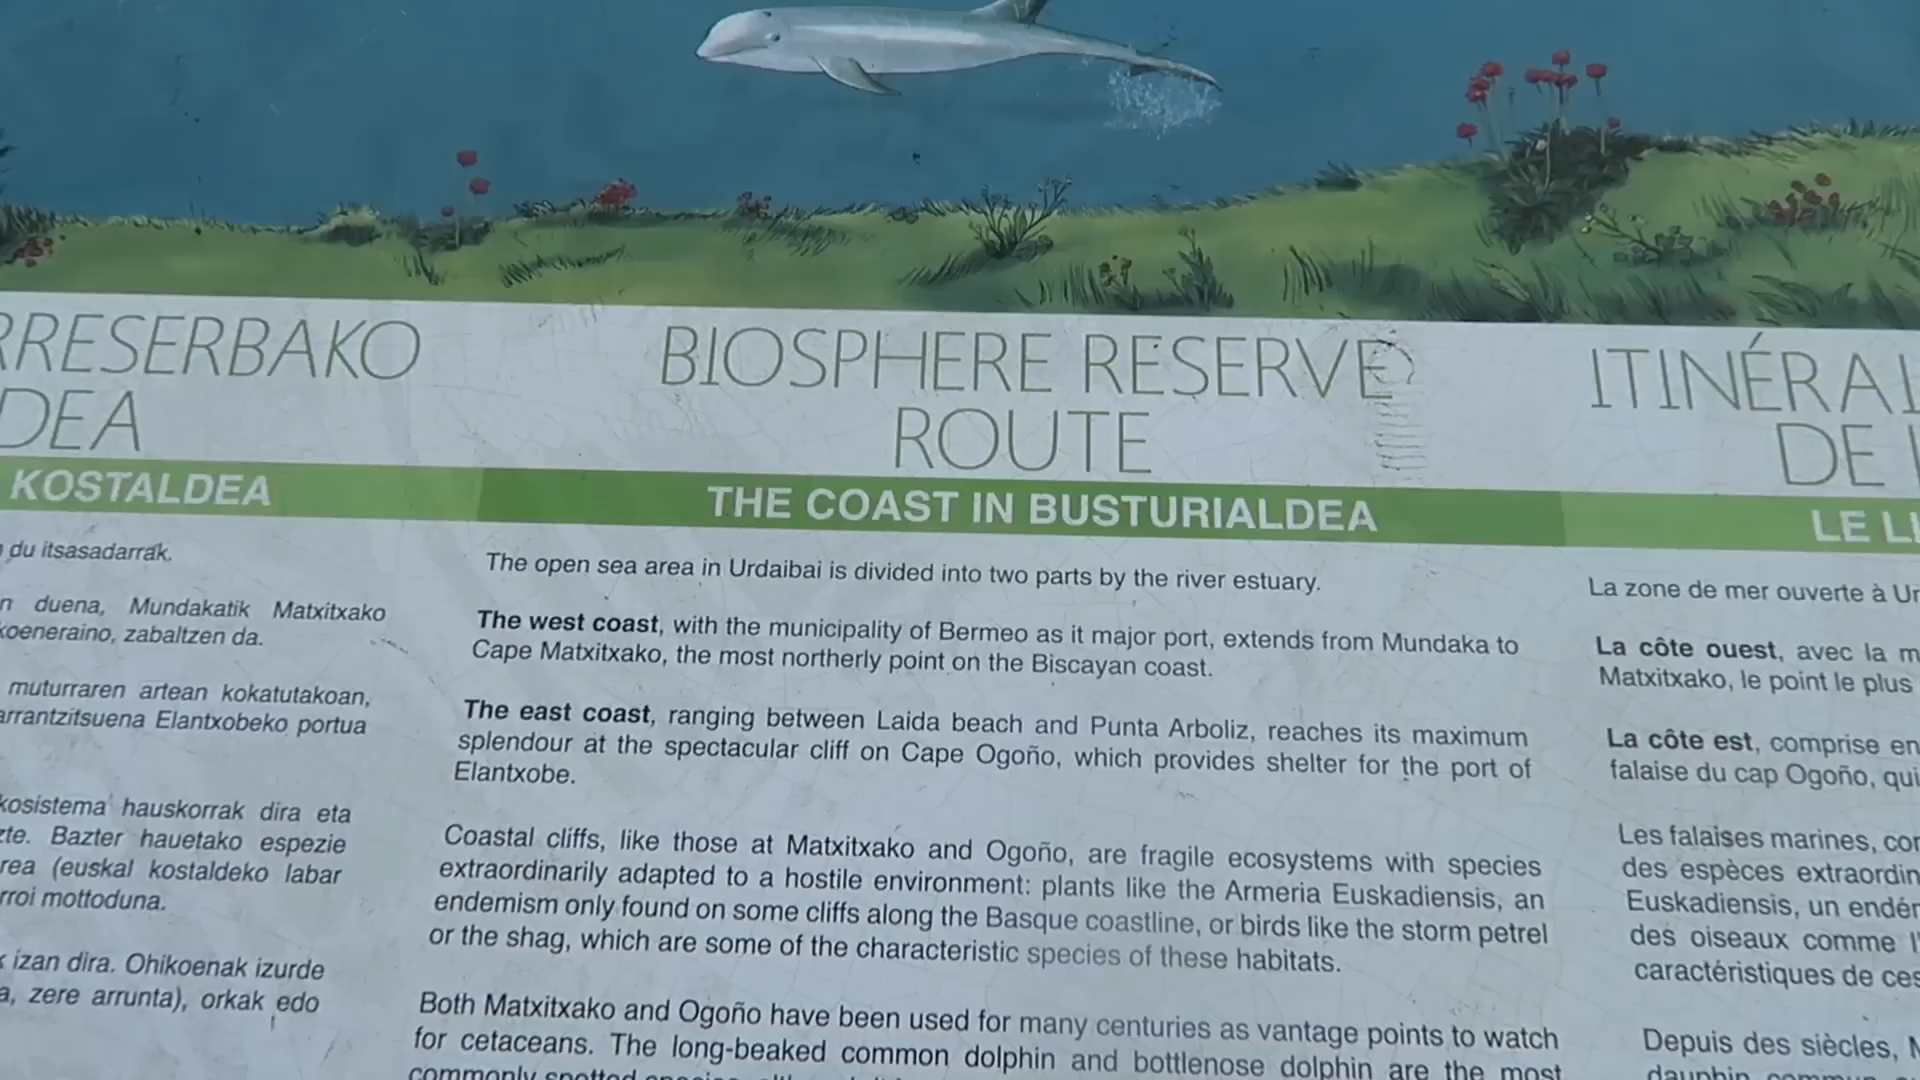 RRESERBAKO
DEA
KOSTALDEA
du itsasadarrak.
duena, Mundakatik Matxitxako
koeneraino, zabaltzen da.
muturraren artean kokatutakoan,
arrantzitsuena Elantxobeko portua
kosistema hauskorrak dira eta
zte. Bazter hauetako espezie
rea (euskal kostaldeko labar
rroi mottoduna.
izan dira. Ohikoenak izurde
a, zere arrunta), orkak edo
BIOSPHERE RESERVE
ROUTE
THE COAST IN BUSTURIALDEA
The open sea area in Urdaibai is divided into two parts by the river estuary.
The west coast, with the municipality of Bermeo as it major port, extends from Mundaka to
Cape Matxitxako, the most northerly point on the Biscayan coast.
The east coast, ranging between Laida beach and Punta Arboliz, reaches its maximum
splendour at the spectacular cliff on Cape Ogoño, which provides shelter for the port of
Elantxobe.
Coastal cliffs, like those at Matxitxako and Ogoño, are fragile ecosystems with species
extraordinarily adapted to a hostile environment: plants like the Armeria Euskadiensis, an
endemism only found on some cliffs along the Basque coastline, or birds like the storm petrel
or the shag, which are some of the characteristic species of these habitats.
Both Matxitxako and Ogoño have been used for many centuries as vantage points to watch
for cetaceans. The long-beaked common dolphin and bottlenose dolphin are the most
commonly spotted
ITINÉRAI
DE
LE LI
La zone de mer ouverte à Ur
La côte ouest, avec la m
Matxitxako, le point le plus
La côte est, comprise en
falaise du cap Ogoño, qui
Les falaises marines, cor
des espèces extraordin
Euskadiensis, un endér
des oiseaux comme l'
caractéristiques de ces
Depuis des siècles, M
dauphin commun